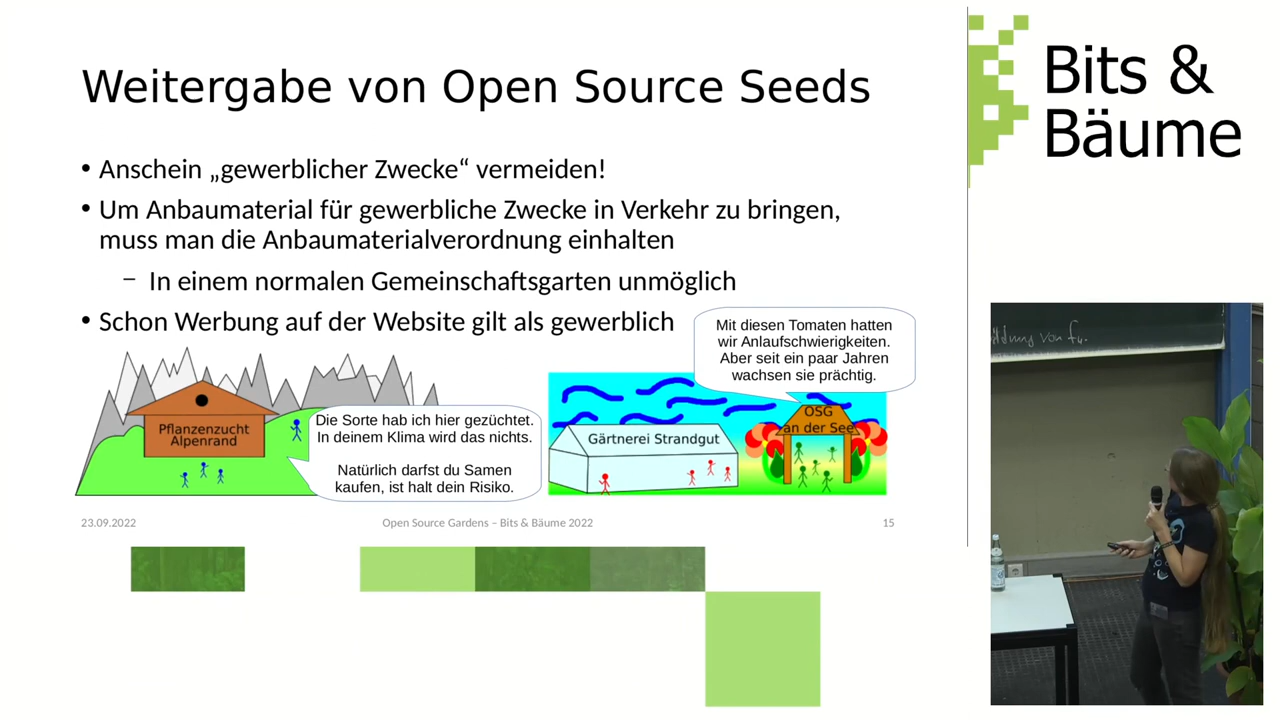 Weitergabe von Open Source Seeds
Bits &
Bäume
• Anschein „gewerblicher Zwecke“ vermeiden!
• Um Anbaumaterial für gewerbliche Zwecke in Verkehr zu bringen,
muss man die Anbaumaterialverordnung einhalten
– In einem normalen Gemeinschaftsgarten unmöglich
• Schon Werbung auf der Website gilt als gewerblich
Mit diesen Tomaten hatten
wir Anlaufschwierigkeiten.
Aber seit ein paar Jahren
wachsen sie prächtig.
Pflanzenzucht
Alpenrand
Die Sorte hab ich hier gezüchtet.
In deinem Klima wird das nichts.
Natürlich darfst du Samen
kaufen, ist halt dein Risiko.
Gärtnerei Strandgut
OSG
an der See
23.09.2022
Open Source Gardens – Bits & Bäume 2022
15
von